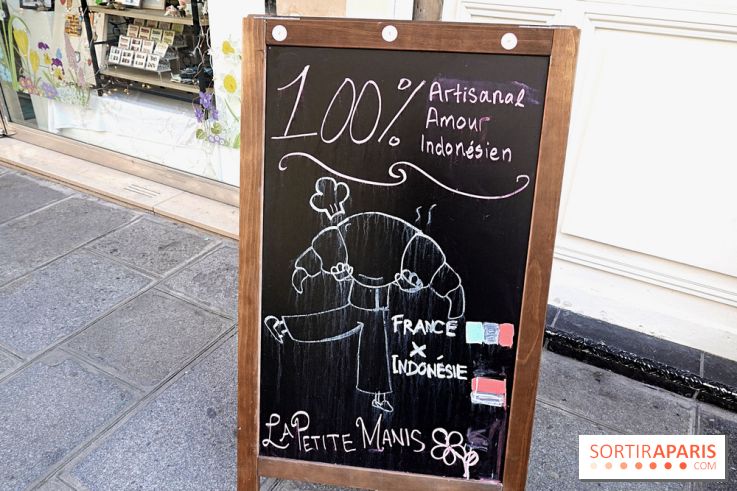 100% Artisanal
Amour
Indonésien
FRANCE
X
INDONÉSIE
LA PETITE MANIS
SORTIRAPARIS
.COM